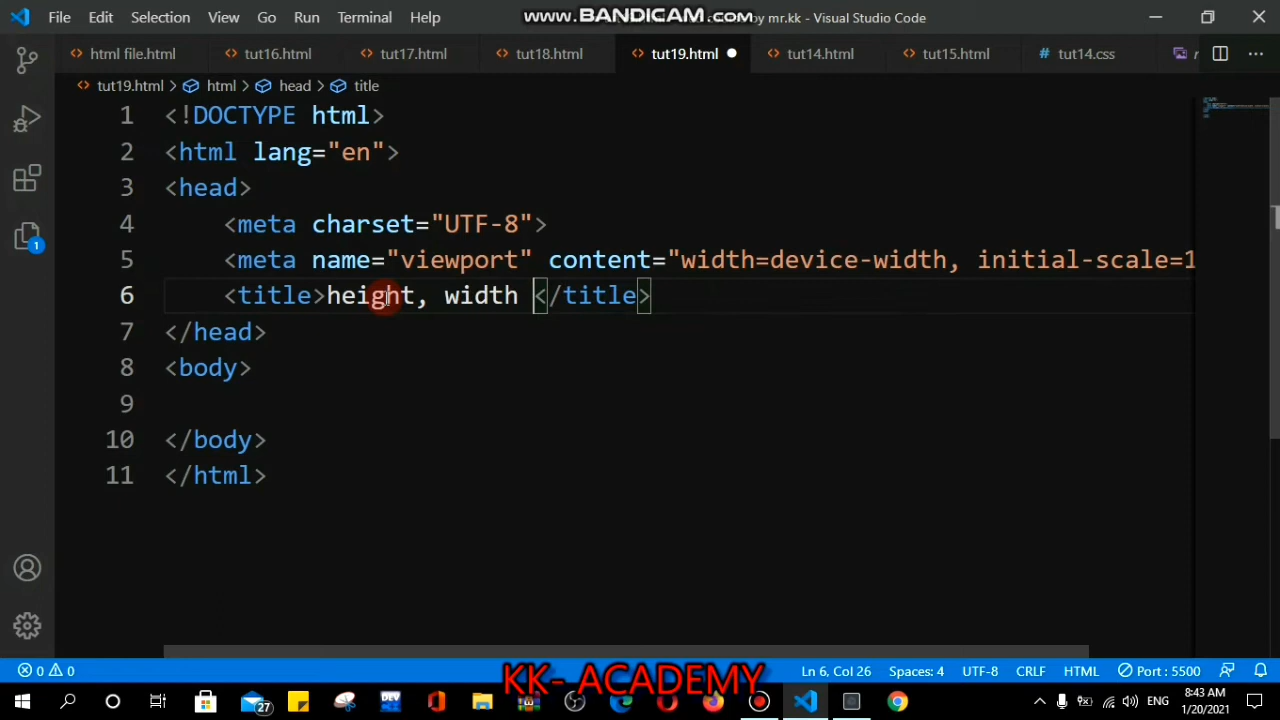 File Edit Selection View Go Run Terminal Help
www.BANDICAM.com by mr.kk - Visual Studio Code
html file.html tut16.html tut17.html tut18.html tut19.html tut14.html tut15.html # tut14.css
tut19.html > html > head > title
1 <!DOCTYPE html>
2 <html lang="en">
3 <head>
4 <meta charset="UTF-8">
5 <meta name="viewport" content="width=device-width, initial-scale=1
6 <title>height, width </title>
7 </head>
8 <body>
9
10 </body>
11 </html>
1
0 0 Ln 6, Col 26 Spaces: 4 UTF-8 CRLF HTML Port : 5500
KK- ACADEMY
27 DEV ENG 8:43 AM
1/20/2021